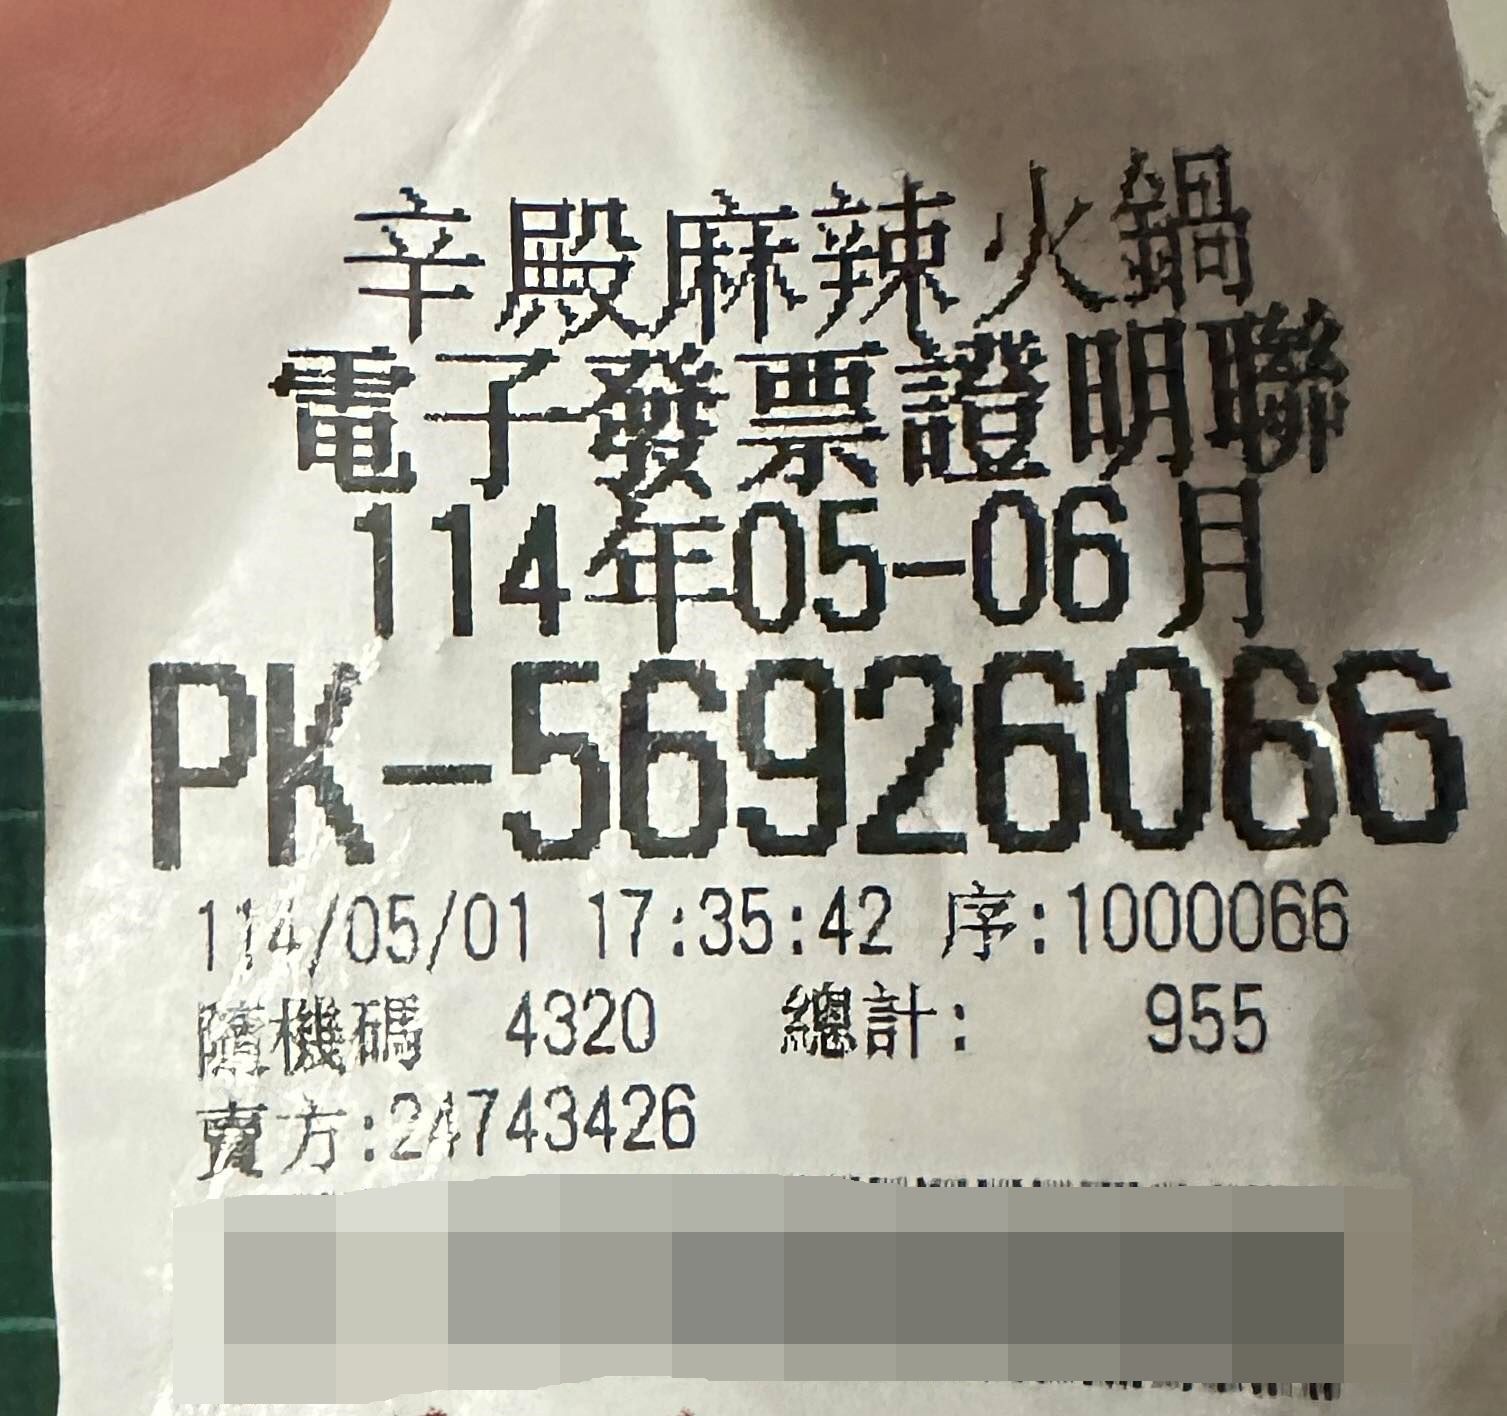 辛殿麻辣火鍋
電子發票證明聯
114年05-06月
PK-56926066
114/05/01 17:35:42 序:1000066
隨機碼 4320 總計: 955
賣方:24743426